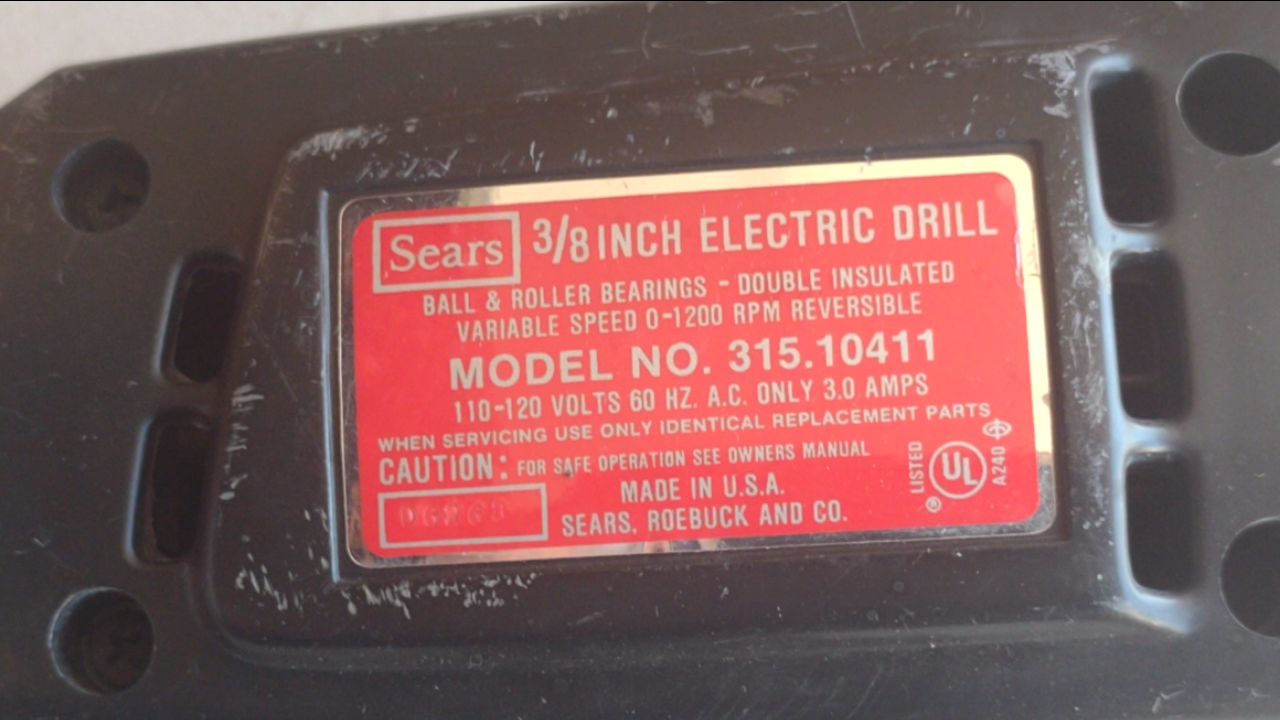 Sears 3/8 INCH ELECTRIC DRILL
BALL & ROLLER BEARINGS - DOUBLE INSULATED
VARIABLE SPEED 0-1200 RPM REVERSIBLE
MODEL NO. 315.10411
110-120 VOLTS 60 HZ. A.C. ONLY 3.0 AMPS
WHEN SERVICING USE ONLY IDENTICAL REPLACEMENT PARTS
CAUTION: FOR SAFE OPERATION SEE OWNERS MANUAL
MADE IN U.S.A.
SEARS, ROEBUCK AND CO.
LISTED
UL
®
A240